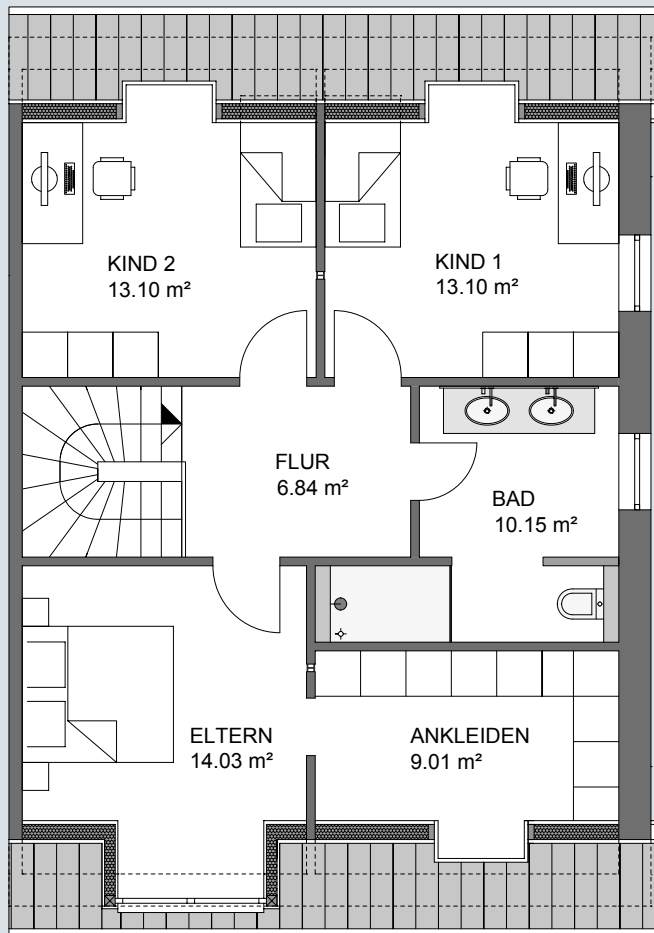 KIND 2
13.10 m²
KIND 1
13.10 m²
FLUR
6.84 m²
BAD
10.15 m²
ELTERN
14.03 m²
ANKLEIDEN
9.01 m²